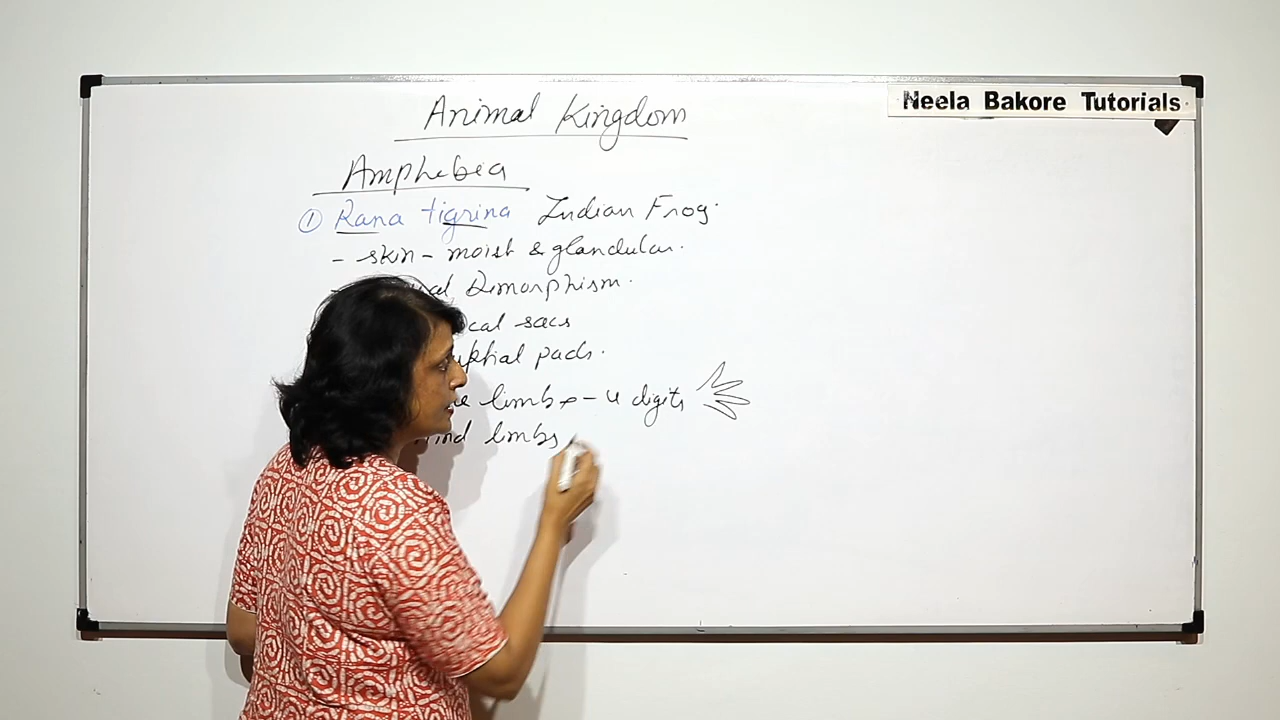 Neela Bakore Tutorials
Animal Kingdom
Amphibia
① Rana tigrina Indian Frog.
- skin - moist & glandular.
Dimorphism.
sacs
pads.
limbs - 4 digits
limbs